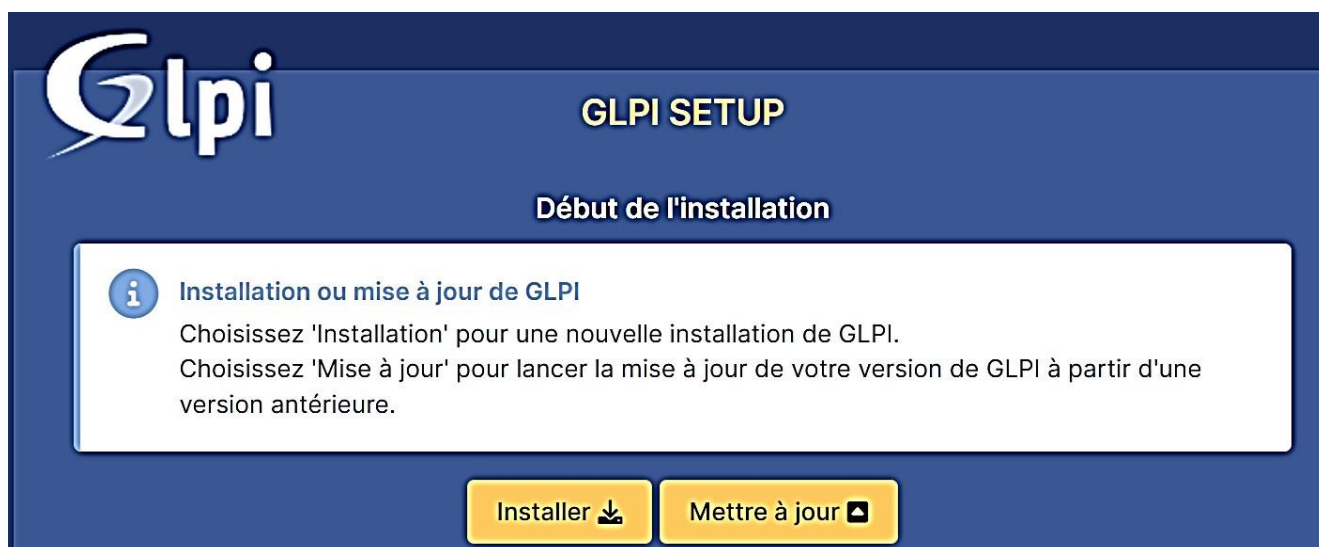 Glpi
GLPI SETUP
Début de l'installation
Installation ou mise à jour de GLPI
Choisissez 'Installation' pour une nouvelle installation de GLPI.
Choisissez 'Mise à jour' pour lancer la mise à jour de votre version de GLPI à partir d'une
version antérieure.
Installer
Mettre à jour